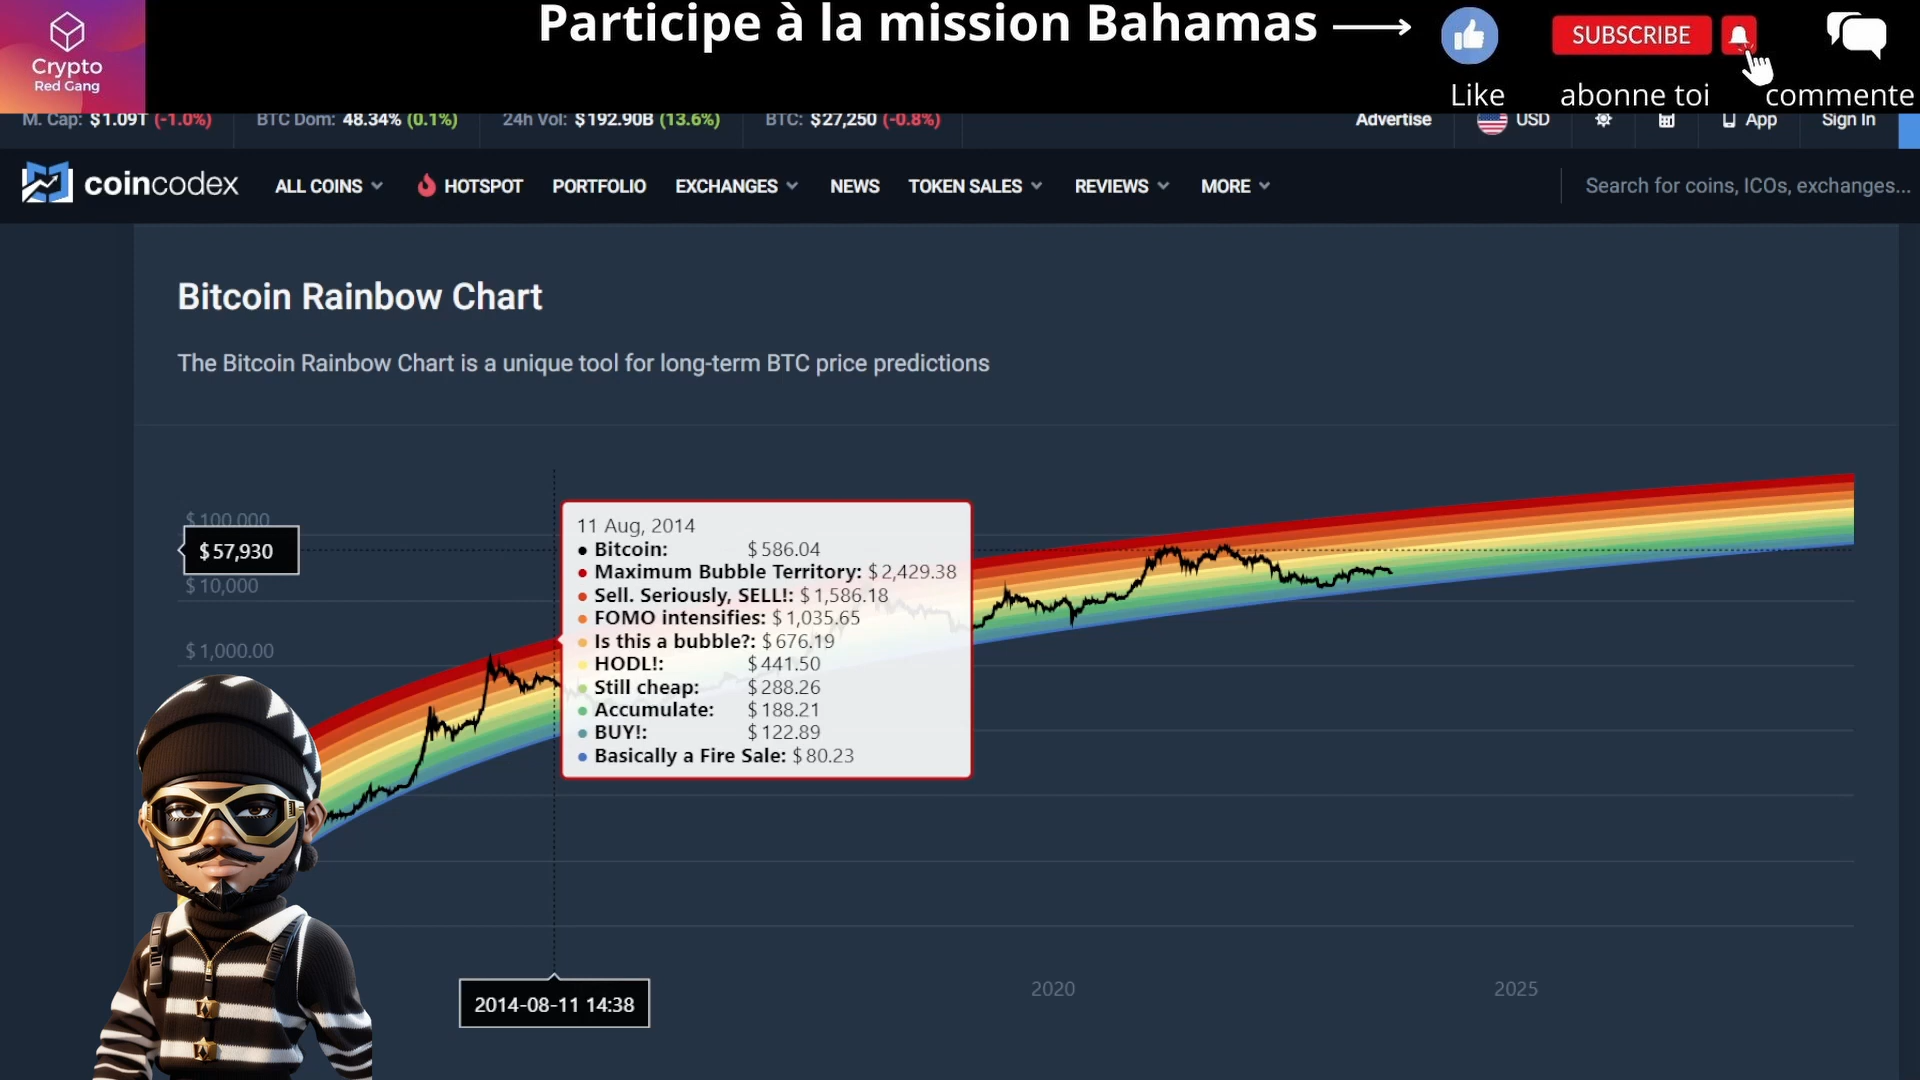 Participe à la mission Bahamas
SUBSCRIBE
Crypto
Red Gang
Like
abonne toi
commente
M. Cap: $1.09T (-1.0%)
BTC Dom: 48.34% (0.1%)
24h Vol: $192.90B (13.6%)
BTC: $27,250 (-0.8%)
Advertise
USD
App
Sign In
coincodex
ALL COINS
HOTSPOT
PORTFOLIO
EXCHANGES
NEWS
TOKEN SALES
REVIEWS
MORE
Search for coins, ICOs, exchanges...
Bitcoin Rainbow Chart
The Bitcoin Rainbow Chart is a unique tool for long-term BTC price predictions
$100,000
$57,930
$10,000
$1,000.00
11 Aug, 2014
Bitcoin: $586.04
Maximum Bubble Territory: $2,429.38
Sell. Seriously, SELL!: $1,586.18
FOMO intensifies: $1,035.65
Is this a bubble?: $676.19
HODL!: $441.50
Still cheap: $288.26
Accumulate: $188.21
BUY!: $122.89
Basically a Fire Sale: $80.23
2020
2025
2014-08-11 14:38